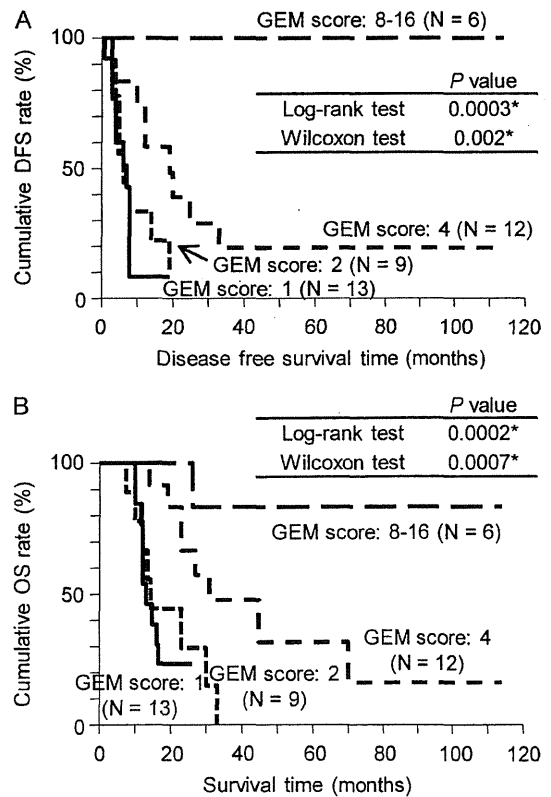 A
GEM score: 8-16 (N = 6)
P value
Log-rank test 0.0003*
Wilcoxon test 0.002*
GEM score: 4 (N = 12)
GEM score: 2 (N = 9)
GEM score: 1 (N = 13)
Cumulative DFS rate (%)
100
50
0
0 20 40 60 80 100 120
Disease free survival time (months)
B
P value
Log-rank test 0.0002*
Wilcoxon test 0.0007*
GEM score: 8-16 (N = 6)
GEM score: 4
(N = 12)
GEM score: 2
(N = 9)
GEM score: 1
(N = 13)
Cumulative OS rate (%)
100
50
0
0 20 40 60 80 100 120
Survival time (months)